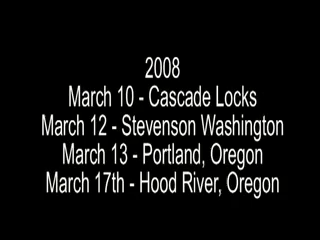 2008
March 10 - Cascade Locks
March 12 - Stevenson Washington
March 13 - Portland, Oregon
March 17th - Hood River, Oregon